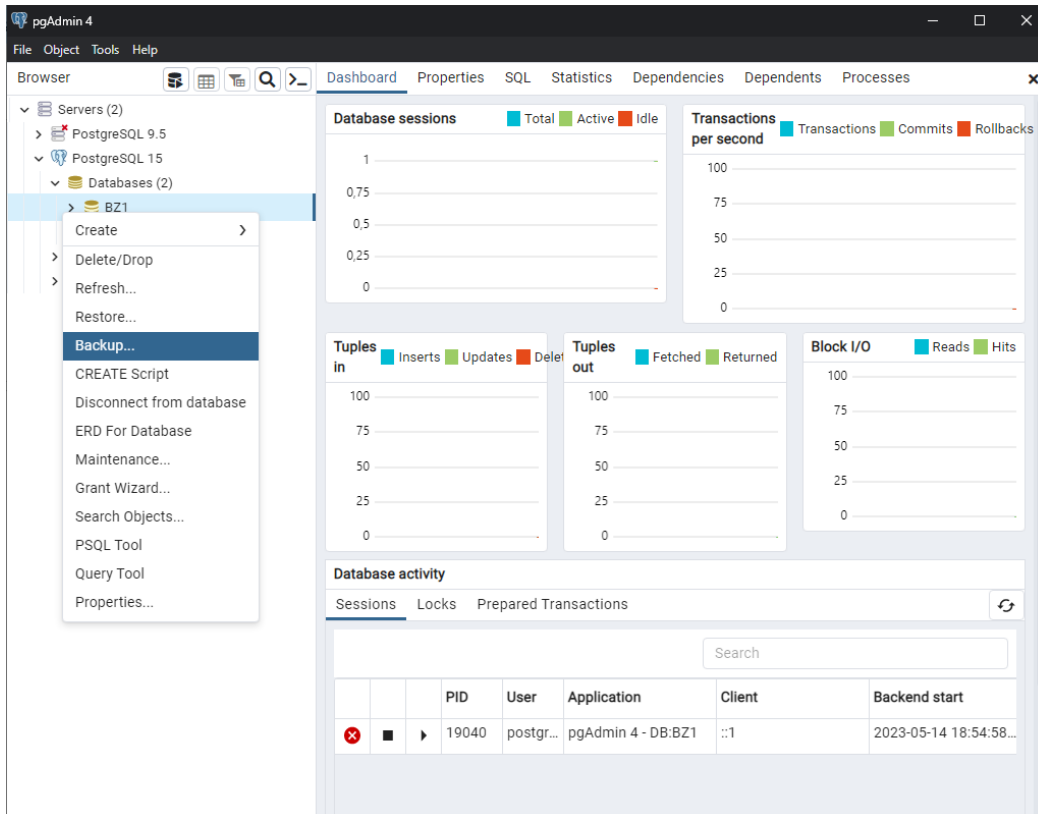 pgAdmin 4
File Object Tools Help
Browser
Servers (2)
PostgreSQL 9.5
PostgreSQL 15
Databases (2)
BZ1
Create
Delete/Drop
Refresh...
Restore...
Backup...
CREATE Script
Disconnect from database
ERD For Database
Maintenance...
Grant Wizard...
Search Objects...
PSQL Tool
Query Tool
Properties...
Dashboard Properties SQL Statistics Dependencies Dependents Processes
Database sessions Total Active Idle
1
0,75
0,5
0,25
0
Transactions per second Transactions Commits Rollbacks
100
75
50
25
0
Tuples in Inserts Updates Delet
100
75
50
25
0
Tuples out Fetched Returned
100
75
50
25
0
Block I/O Reads Hits
100
75
50
25
0
Database activity
Sessions Locks Prepared Transactions
Search
PID User Application Client Backend start
19040 postgr... pgAdmin 4 - DB:BZ1 ::1 2023-05-14 18:54:58...